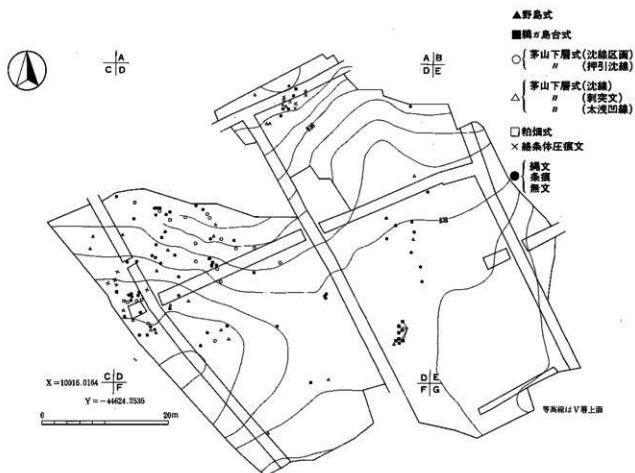 ▲野島式
■鵜ガ島台式
○茅山下層式(沈線区画)
〃 (押引沈線)
△茅山下層式(沈線)
〃 (刺突文)
〃 (太浅凹線)
□粕畑式
×絡条体圧痕文
●縄文
条痕
無文
A
C D
A B
D E
838
838
C D
F
D E
F G
X=10016.0164
Y=-44624.2535
0 20m
等高線はⅤ層上面